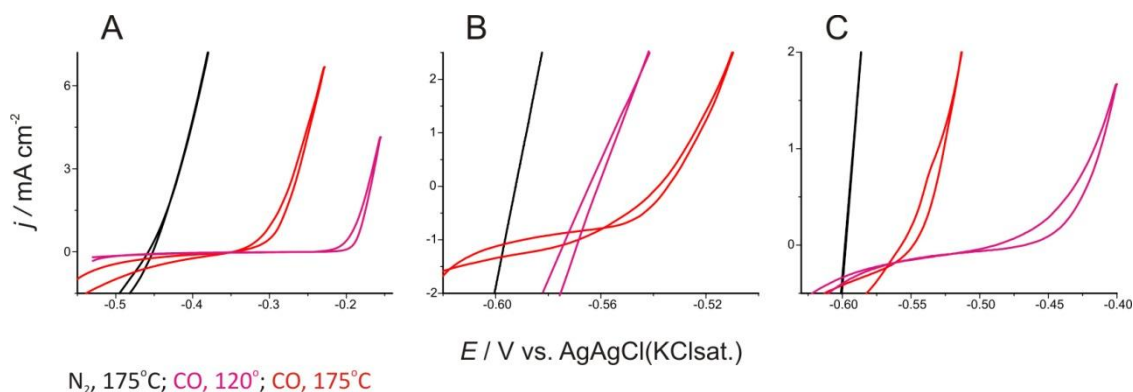 A B C
6
3
0
-0.5 -0.4 -0.3 -0.2
2
1
0
-1
-2
-0.60 -0.56 -0.52
2
1
0
-0.60 -0.55 -0.50 -0.45 -0.40
j / mA cm⁻²
E / V vs. AgAgCl(KClsat.)
N₂, 175°C; CO, 120°; CO, 175°C